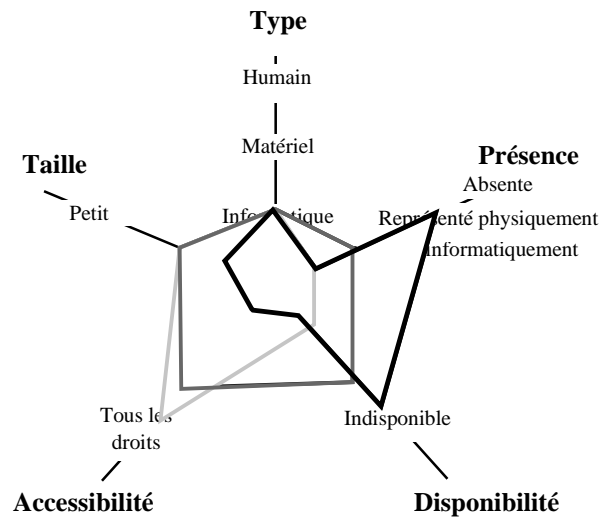 Type
Humain
Matériel
Taille
Présence
Absente
Petit
Informatique
Représenté physiquement
Informatiquement
Tous les
droits
Indisponible
Accessibilité
Disponibilité